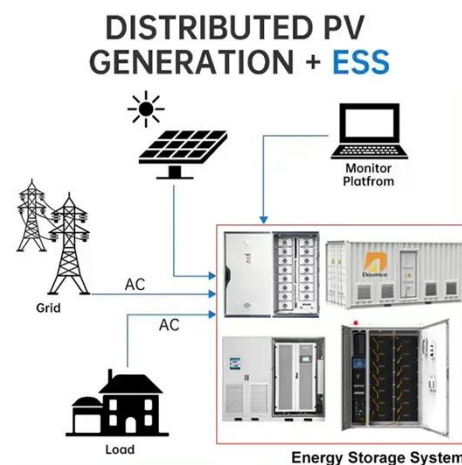 DISTRIBUTED PV
GENERATION + ESS
Monitor
Platfrom
Grid
AC
AC
Load
Energy Storage System